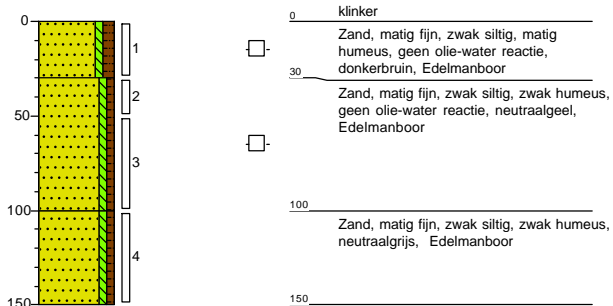 0
50
100
150
1
2
3
4
0
klinker
Zand, matig fijn, zwak siltig, matig
humeus, geen olie-water reactie,
donkerbruin, Edelmanboor
30
Zand, matig fijn, zwak siltig, zwak humeus,
geen olie-water reactie, neutraalgeel,
Edelmanboor
100
Zand, matig fijn, zwak siltig, zwak humeus,
neutraalgrijs, Edelmanboor
150